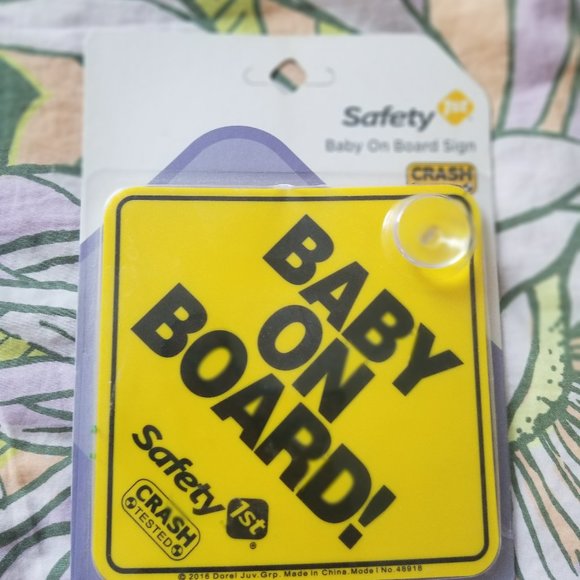 Safety 1st
Baby On Board Sign
CRASH
BABY
ON
BOARD!
Safety 1st
CRASH
TESTED
© 2016 Dorel Juv.Grp. Made in China. Model No.48918